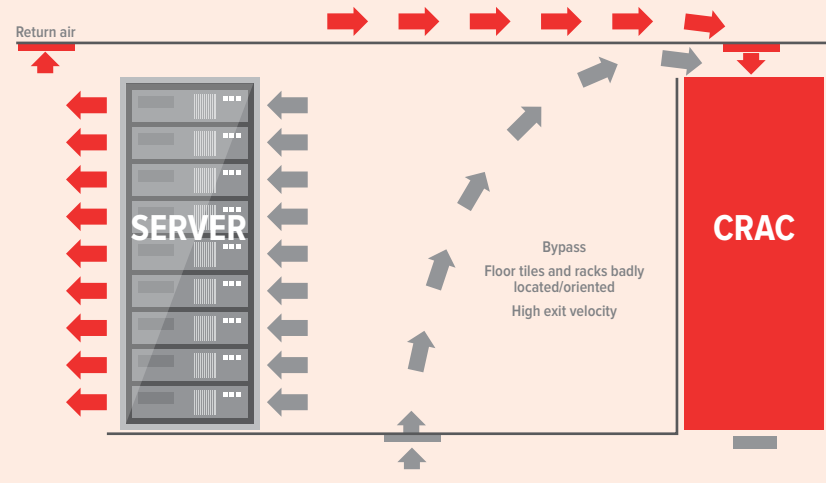 Return air
SERVER
CRAC
Bypass
Floor tiles and racks badly
located/oriented
High exit velocity